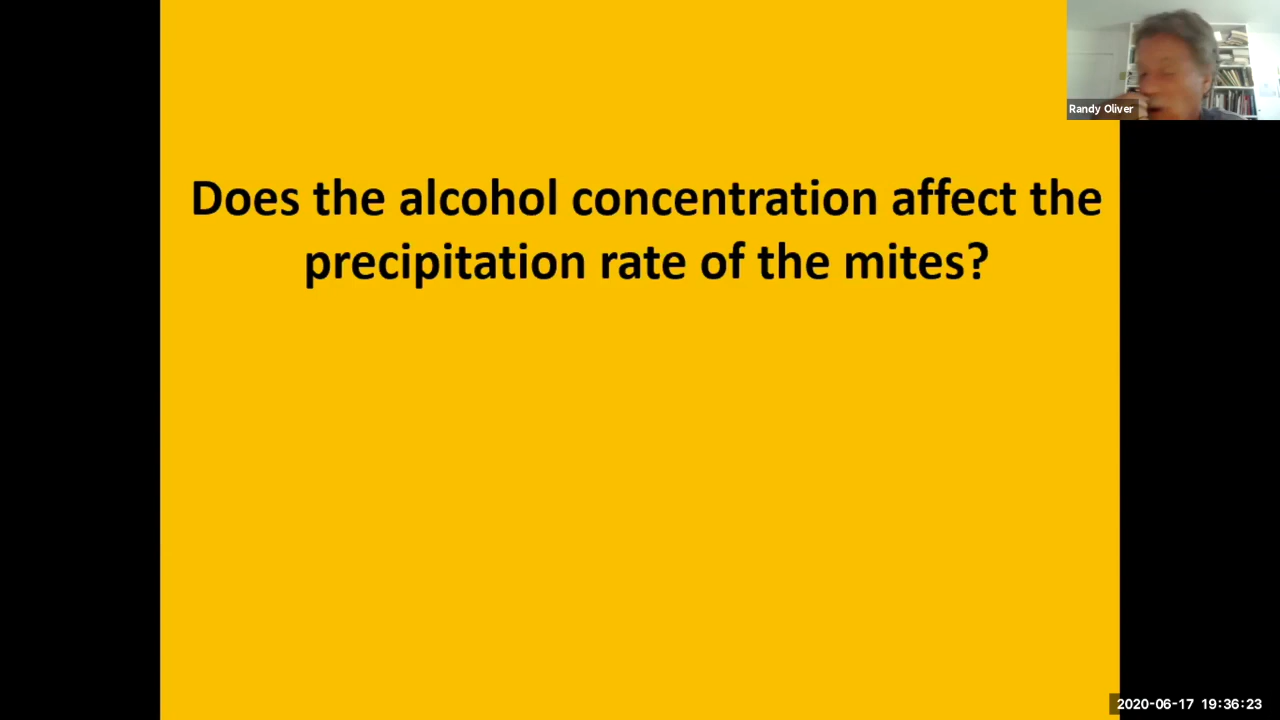 Randy Oliver
Does the alcohol concentration affect the
precipitation rate of the mites?
2020-06-17 19:36:23